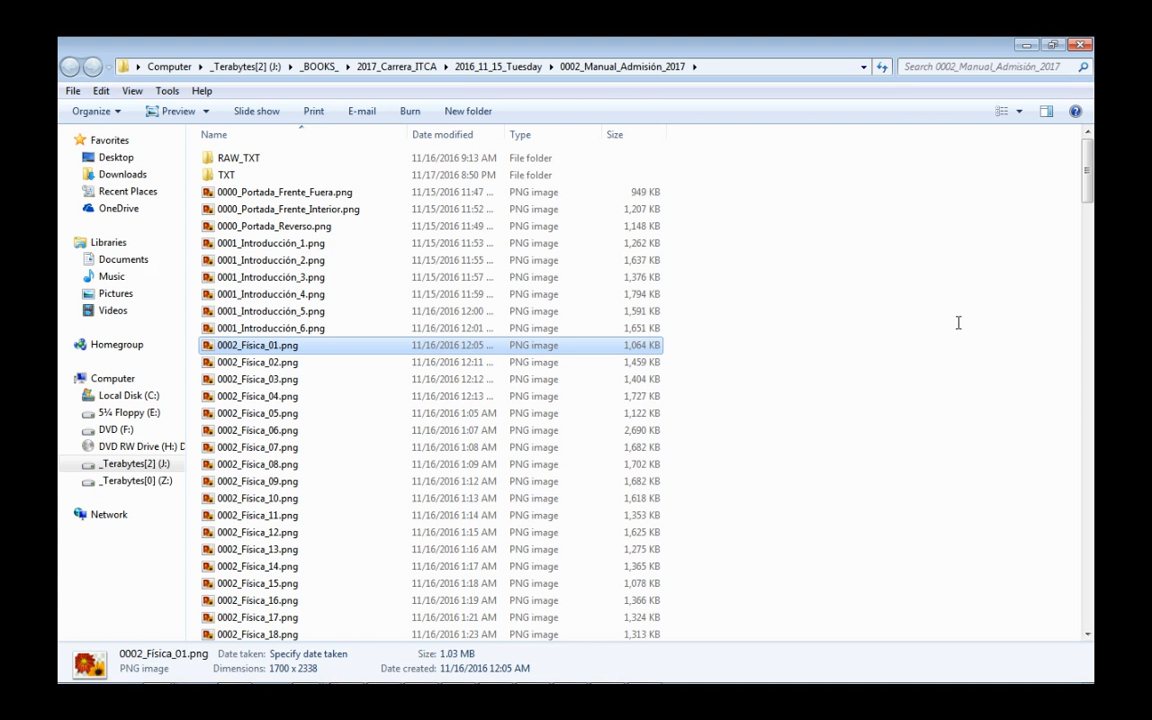 Computer _Terabytes[2] (J:) _BOOKS_ 2017_Carrera_ITCA 2016_11_15_Tuesday 0002_Manual_Admisión_2017 Search 0002_Manual_Admisión_2017
File Edit View Tools Help
Organize Preview Slide show Print E-mail Burn New folder
Name Date modified Type Size
Favorites
Desktop
Downloads
Recent Places
OneDrive
Libraries
Documents
Music
Pictures
Videos
Homegroup
Computer
Local Disk (C:)
5¼ Floppy (E:)
DVD (F:)
DVD RW Drive (H:) D
_Terabytes[2] (J:)
_Terabytes[0] (Z:)
Network
RAW_TXT 11/16/2016 9:13 AM File folder
TXT 11/17/2016 8:50 PM File folder
0000_Portada_Frente_Fuera.png 11/15/2016 11:47 ... PNG image 949 KB
0000_Portada_Frente_Interior.png 11/15/2016 11:52 ... PNG image 1,207 KB
0000_Portada_Reverso.png 11/15/2016 11:49 ... PNG image 1,148 KB
0001_Introducción_1.png 11/15/2016 11:53 ... PNG image 1,262 KB
0001_Introducción_2.png 11/15/2016 11:55 ... PNG image 1,637 KB
0001_Introducción_3.png 11/15/2016 11:57 ... PNG image 1,376 KB
0001_Introducción_4.png 11/15/2016 11:59 ... PNG image 1,794 KB
0001_Introducción_5.png 11/16/2016 12:00 ... PNG image 1,591 KB
0001_Introducción_6.png 11/16/2016 12:01 ... PNG image 1,651 KB
0002_Física_01.png 11/16/2016 12:05 ... PNG image 1,064 KB
0002_Física_02.png 11/16/2016 12:11 ... PNG image 1,459 KB
0002_Física_03.png 11/16/2016 12:12 ... PNG image 1,404 KB
0002_Física_04.png 11/16/2016 12:13 ... PNG image 1,727 KB
0002_Física_05.png 11/16/2016 1:05 AM PNG image 1,122 KB
0002_Física_06.png 11/16/2016 1:07 AM PNG image 2,690 KB
0002_Física_07.png 11/16/2016 1:08 AM PNG image 1,682 KB
0002_Física_08.png 11/16/2016 1:09 AM PNG image 1,702 KB
0002_Física_09.png 11/16/2016 1:12 AM PNG image 1,682 KB
0002_Física_10.png 11/16/2016 1:13 AM PNG image 1,618 KB
0002_Física_11.png 11/16/2016 1:14 AM PNG image 1,353 KB
0002_Física_12.png 11/16/2016 1:15 AM PNG image 1,625 KB
0002_Física_13.png 11/16/2016 1:16 AM PNG image 1,275 KB
0002_Física_14.png 11/16/2016 1:17 AM PNG image 1,365 KB
0002_Física_15.png 11/16/2016 1:18 AM PNG image 1,078 KB
0002_Física_16.png 11/16/2016 1:19 AM PNG image 1,366 KB
0002_Física_17.png 11/16/2016 1:21 AM PNG image 1,324 KB
0002_Física_18.png 11/16/2016 1:23 AM PNG image 1,313 KB
0002_Física_01.png Date taken: Specify date taken Size: 1.03 MB
PNG image Dimensions: 1700 x 2338 Date created: 11/16/2016 12:05 AM